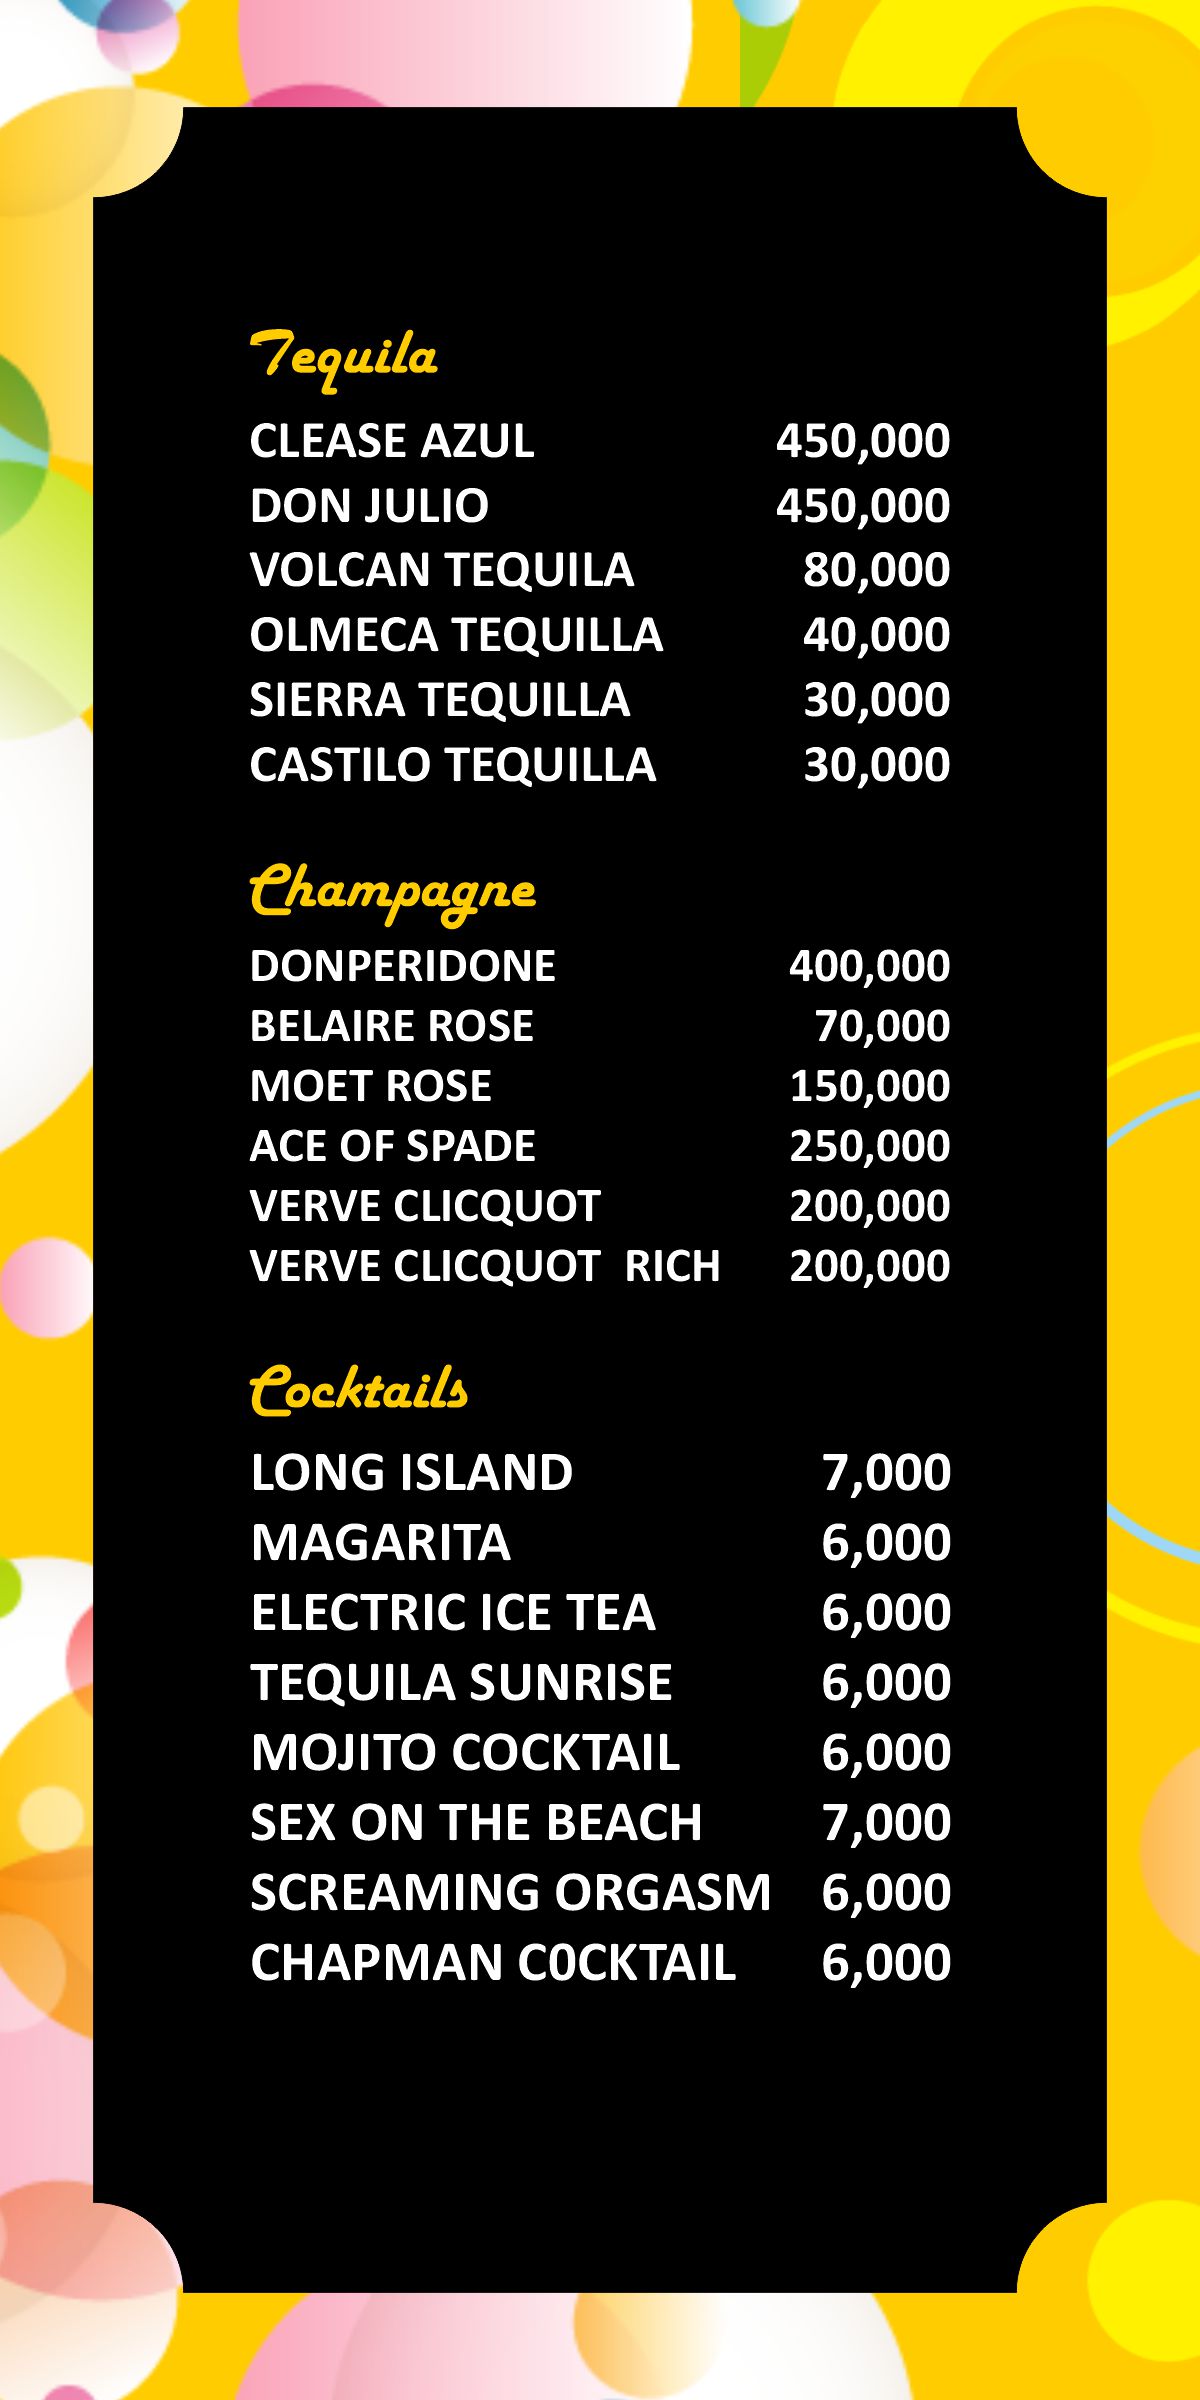 Tequila
CLEASE AZUL 450,000
DON JULIO 450,000
VOLCAN TEQUILA 80,000
OLMECA TEQUILLA 40,000
SIERRA TEQUILLA 30,000
CASTILO TEQUILLA 30,000
Champagne
DONPERIDONE 400,000
BELAIRE ROSE 70,000
MOET ROSE 150,000
ACE OF SPADE 250,000
VERVE CLICQUOT 200,000
VERVE CLICQUOT RICH 200,000
Cocktails
LONG ISLAND 7,000
MAGARITA 6,000
ELECTRIC ICE TEA 6,000
TEQUILA SUNRISE 6,000
MOJITO COCKTAIL 6,000
SEX ON THE BEACH 7,000
SCREAMING ORGASM 6,000
CHAPMAN C0CKTAIL 6,000